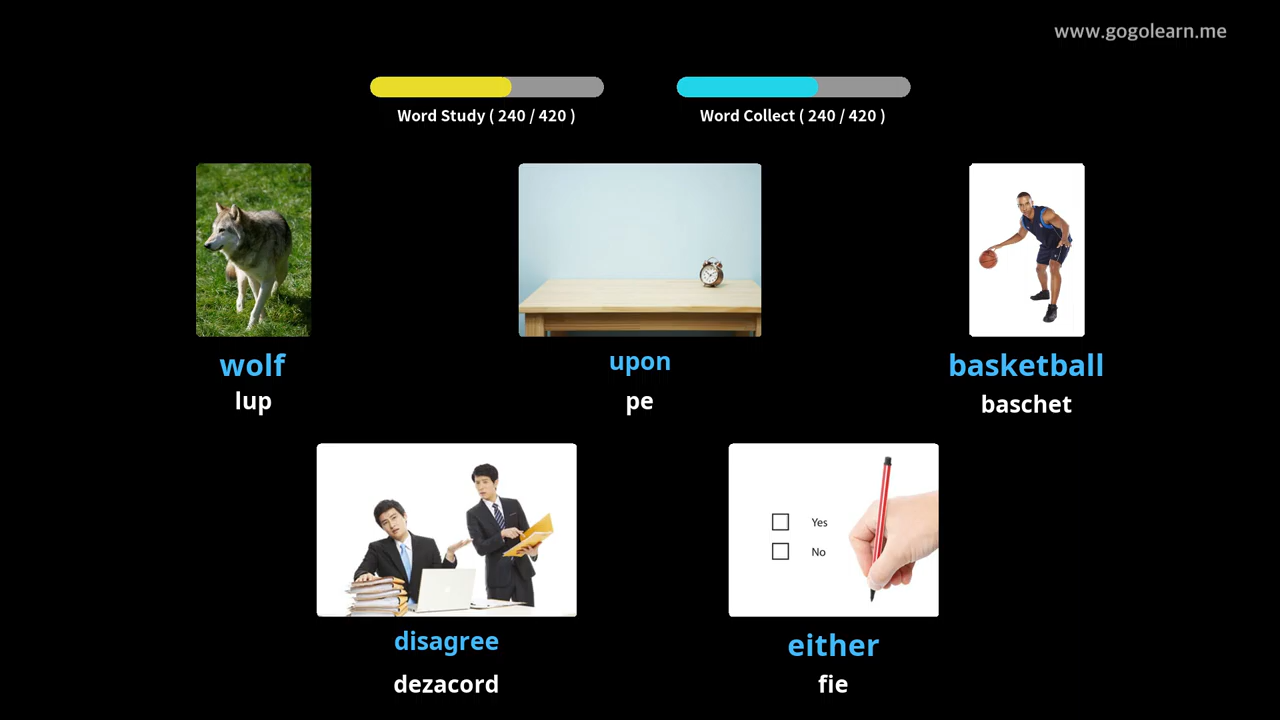 www.gogolearn.me
Word Study ( 240 / 420 )
Word Collect ( 240 / 420 )
wolf
lup
upon
pe
basketball
baschet
Yes
No
disagree
dezacord
either
fie